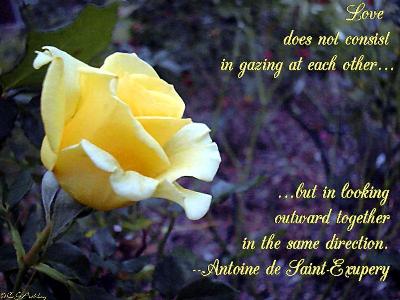 Love
does not consist
in gazing at each other...
...but in looking
outward together
in the same direction.
--Antoine de Saint-Exupery